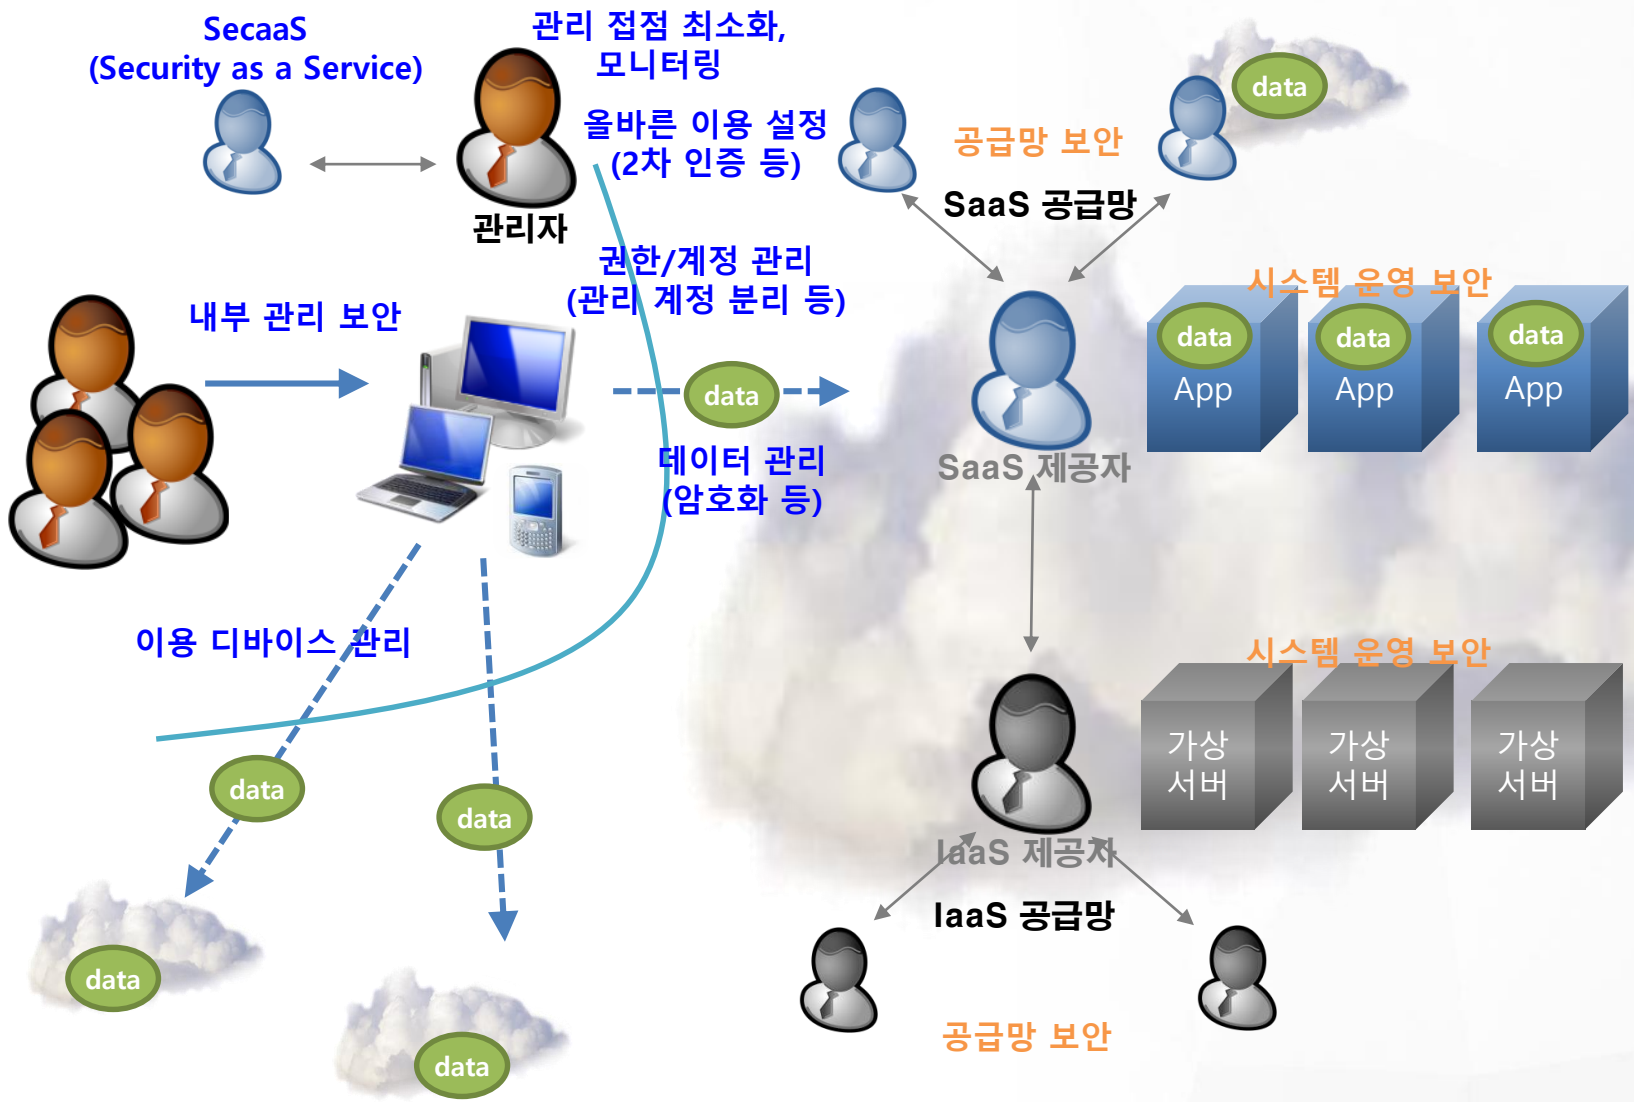 SecaaS
(Security as a Service)
관리 접점 최소화,
모니터링
올바른 이용 설정
(2차 인증 등)
관리자
공급망 보안
data
SaaS 공급망
권한/계정 관리
(관리 계정 분리 등)
내부 관리 보안
시스템 운영 보안
data
App
data
App
data
App
data
데이터 관리
(암호화 등)
SaaS 제공자
이용 디바이스 관리
시스템 운영 보안
가상
서버
가상
서버
가상
서버
data
data
IaaS 제공자
IaaS 공급망
data
data
공급망 보안